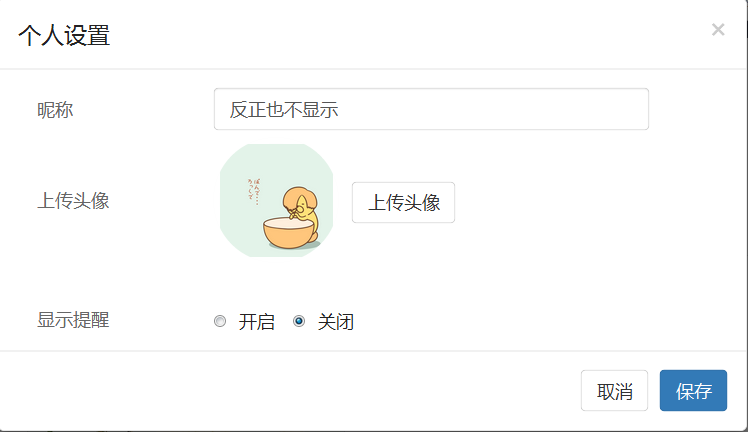 个人设置
×
昵称
反正也不显示
上传头像
上传头像
显示提醒
开启 关闭
取消 保存